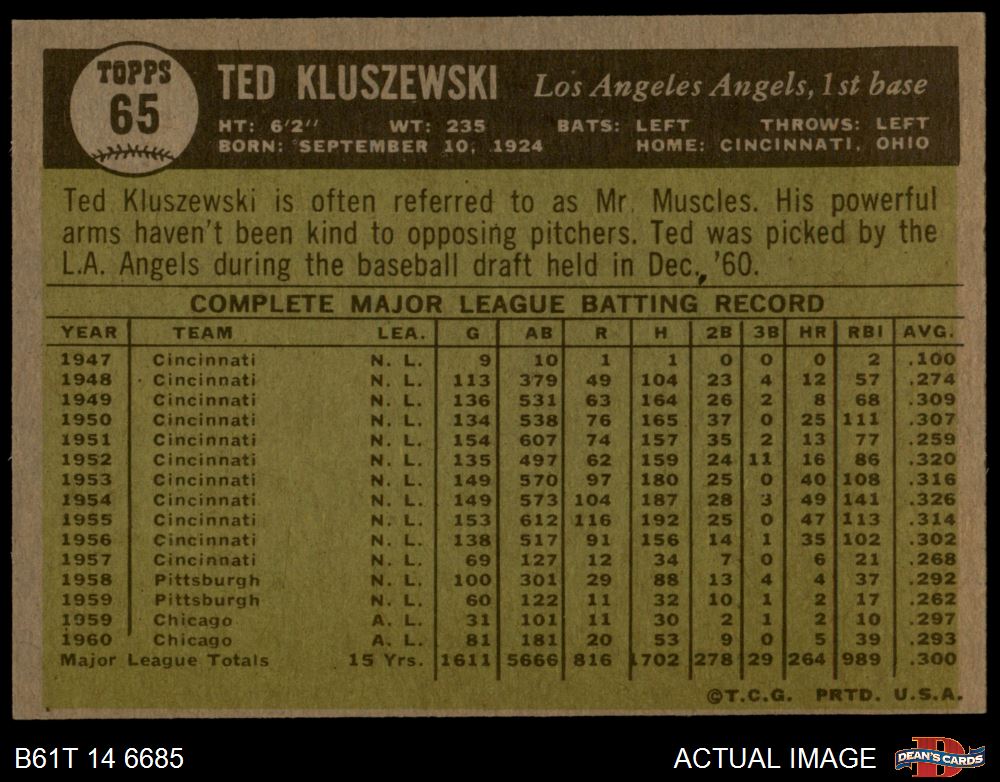 TOPPS
65
TED KLUSZEWSKI Los Angeles Angels, 1st base
HT: 6'2'' WT: 235 BATS: LEFT THROWS: LEFT
BORN: SEPTEMBER 10, 1924 HOME: CINCINNATI, OHIO
Ted Kluszewski is often referred to as Mr. Muscles. His powerful
arms haven't been kind to opposing pitchers. Ted was picked by the
L.A. Angels during the baseball draft held in Dec., '60.
COMPLETE MAJOR LEAGUE BATTING RECORD
YEAR TEAM LEA. G AB R H 2B 3B HR RBI AVG.
1947 Cincinnati N. L. 9 10 1 1 0 0 0 2 .100
1948 Cincinnati N. L. 113 379 49 104 23 4 12 57 .274
1949 Cincinnati N. L. 136 531 63 164 26 2 8 68 .309
1950 Cincinnati N. L. 134 538 76 165 37 0 25 111 .307
1951 Cincinnati N. L. 154 607 74 157 35 2 13 77 .259
1952 Cincinnati N. L. 135 497 62 159 24 11 16 86 .320
1953 Cincinnati N. L. 149 570 97 180 25 0 40 108 .316
1954 Cincinnati N. L. 149 573 104 187 28 3 49 141 .326
1955 Cincinnati N. L. 153 612 116 192 25 0 47 113 .314
1956 Cincinnati N. L. 138 517 91 156 14 1 35 102 .302
1957 Cincinnati N. L. 69 127 12 34 7 0 6 21 .268
1958 Pittsburgh N. L. 100 301 29 88 13 4 4 37 .292
1959 Pittsburgh N. L. 60 122 11 32 10 1 2 17 .262
1959 Chicago A. L. 31 101 11 30 2 1 2 10 .297
1960 Chicago A. L. 81 181 20 53 9 0 5 39 .293
Major League Totals 15 Yrs. 1611 5666 816 1702 278 29 264 989 .300
©T.C.G. PRTD. U.S.A.
B61T 14 6685 ACTUAL IMAGE DEAN'S CARDS